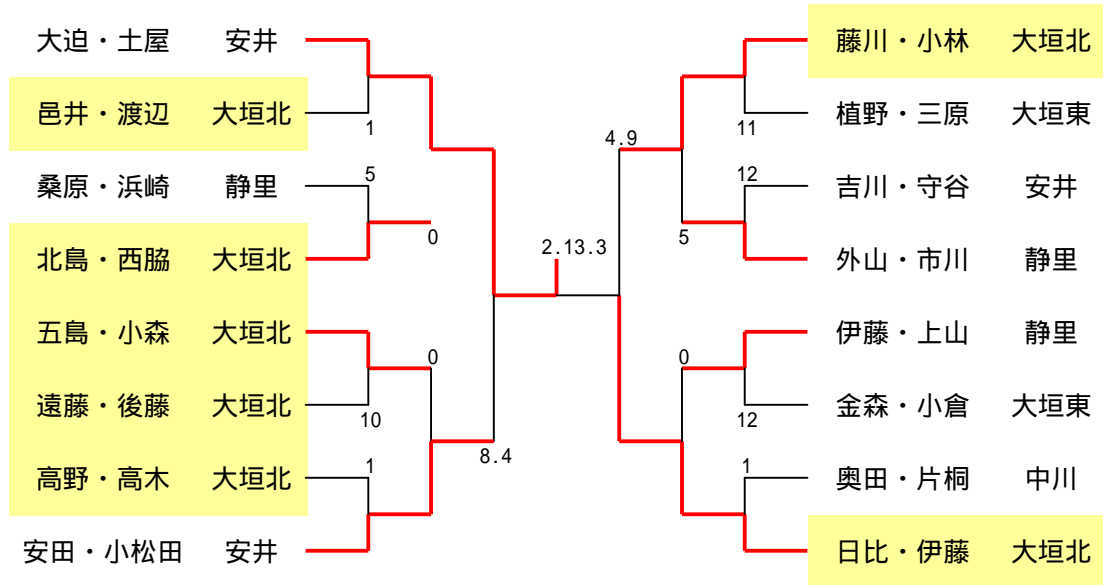 大迫・土屋 安井
邑井・渡辺 大垣北
1
桑原・浜崎 静里
5
北島・西脇 大垣北
0
五島・小森 大垣北
0
遠藤・後藤 大垣北
10
高野・高木 大垣北
1
安田・小松田 安井
8.4
2.13.3
4.9
藤川・小林 大垣北
植野・三原 大垣東
11
吉川・守谷 安井
12
外山・市川 静里
5
伊藤・上山 静里
0
金森・小倉 大垣東
12
奥田・片桐 中川
1
日比・伊藤 大垣北